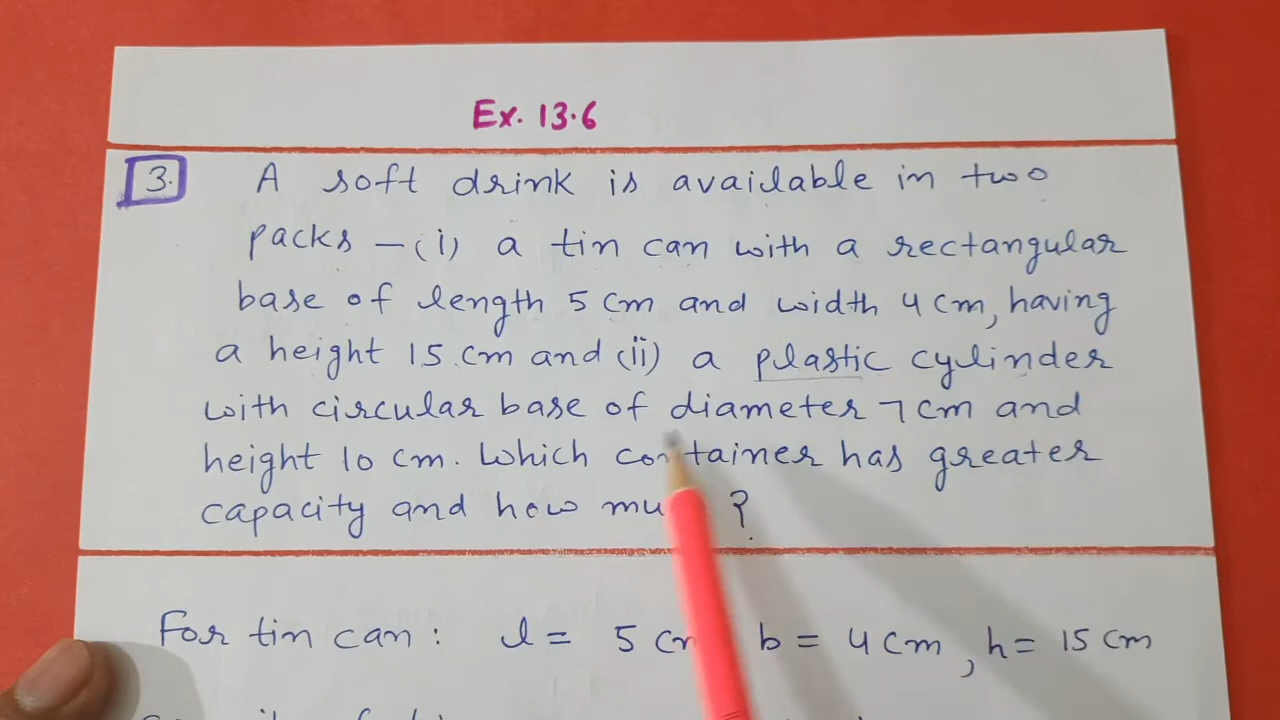 Ex. 13.6
3. A soft drink is available in two
packs - (i) a tin can with a rectangular
base of length 5 cm and width 4 cm, having
a height 15 cm and (ii) a plastic cylinder
with circular base of diameter 7 cm and
height 10 cm. Which container has greater
capacity and how ?
For tin can : l = 5 b = 4 cm, h = 15 cm